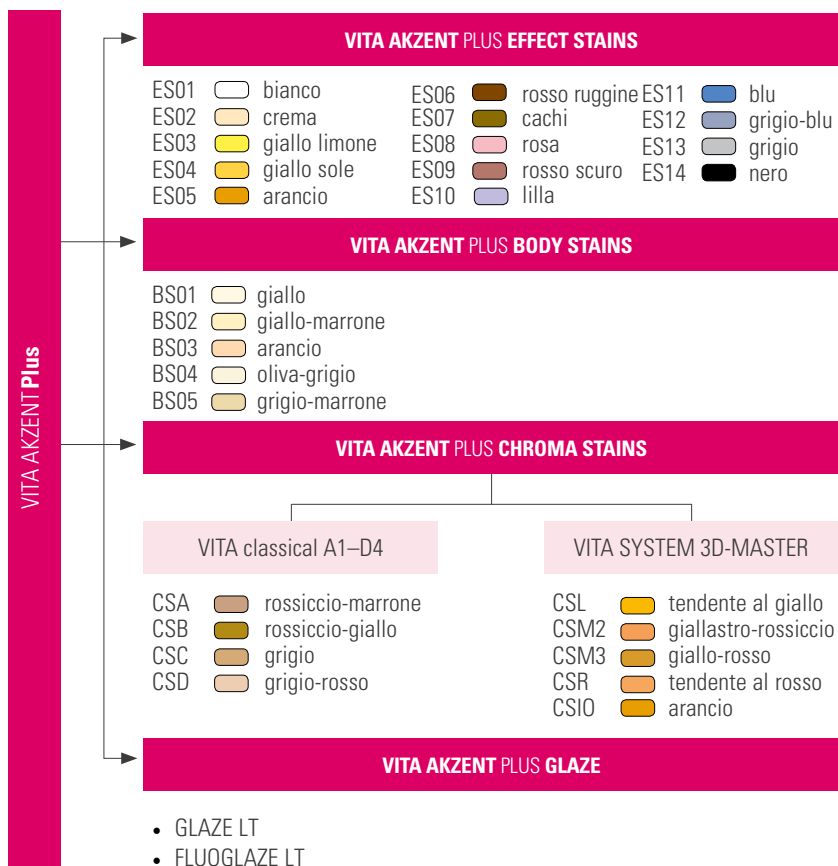 VITA AKZENT Plus
VITA AKZENT PLUS EFFECT STAINS
ES01 bianco
ES02 crema
ES03 giallo limone
ES04 giallo sole
ES05 arancio
ES06 rosso ruggine
ES07 cachi
ES08 rosa
ES09 rosso scuro
ES10 lilla
ES11 blu
ES12 grigio-blu
ES13 grigio
ES14 nero
VITA AKZENT PLUS BODY STAINS
BS01 giallo
BS02 giallo-marrone
BS03 arancio
BS04 oliva-grigio
BS05 grigio-marrone
VITA AKZENT PLUS CHROMA STAINS
VITA classical A1–D4
CSA rossiccio-marrone
CSB rossiccio-giallo
CSC grigio
CSD grigio-rosso
VITA SYSTEM 3D-MASTER
CSL tendente al giallo
CSM2 giallastro-rossiccio
CSM3 giallo-rosso
CSR tendente al rosso
CSIO arancio
VITA AKZENT PLUS GLAZE
• GLAZE LT
• FLUOGLAZE LT